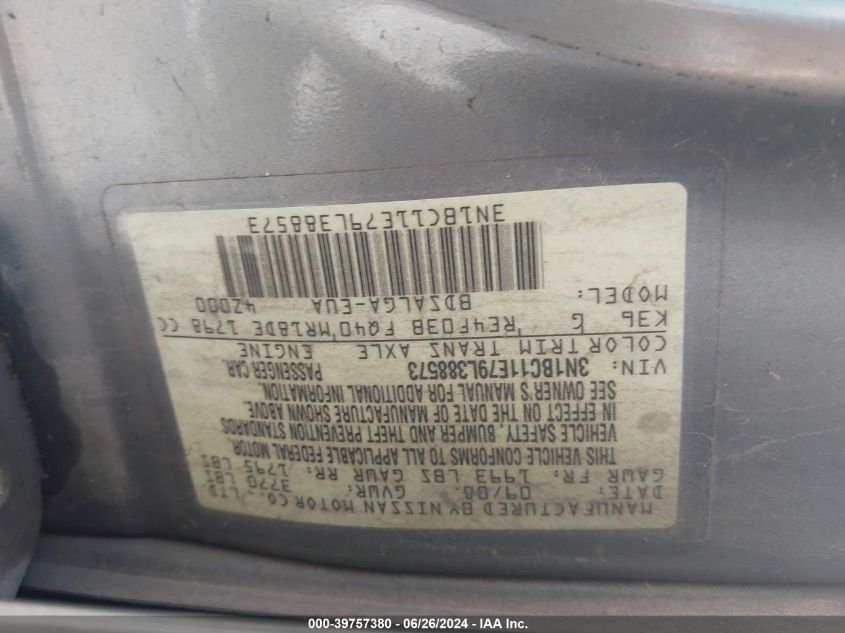 MANUFACTURED BY NISSAN MOTOR CO., LTD.
DATE: 09/08 GVWR: 3770 LBS
GAWR FR: 1993 LBS GAWR RR: 1795 LBS
THIS VEHICLE CONFORMS TO ALL APPLICABLE FEDERAL MOTOR
VEHICLE SAFETY, BUMPER AND THEFT PREVENTION STANDARDS
IN EFFECT ON THE DATE OF MANUFACTURE SHOWN ABOVE.
SEE OWNER'S MANUAL FOR ADDITIONAL INFORMATION.
VIN: 3N1BC11E79L388573 PASSENGER CAR
COLOR TRIM TRANS AXLE ENGINE
K36 G RE4F03B FQ40 MR18DE 1798 CC
MODEL: BDSALGA-EUA 4Z000
3N1BC11E79L388573
000-39757380 - 06/26/2024 - IAA Inc.